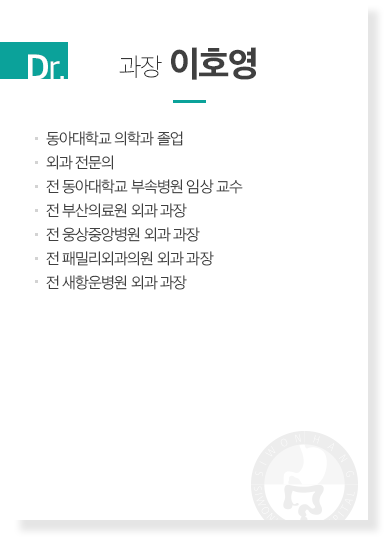 Dr.
과장 이호영
동아대학교 의학과 졸업
외과 전문의
전 동아대학교 부속병원 임상 교수
전 부산의료원 외과 과장
전 웅상중앙병원 외과 과장
전 패밀리외과의원 외과 과장
전 새항운병원 외과 과장